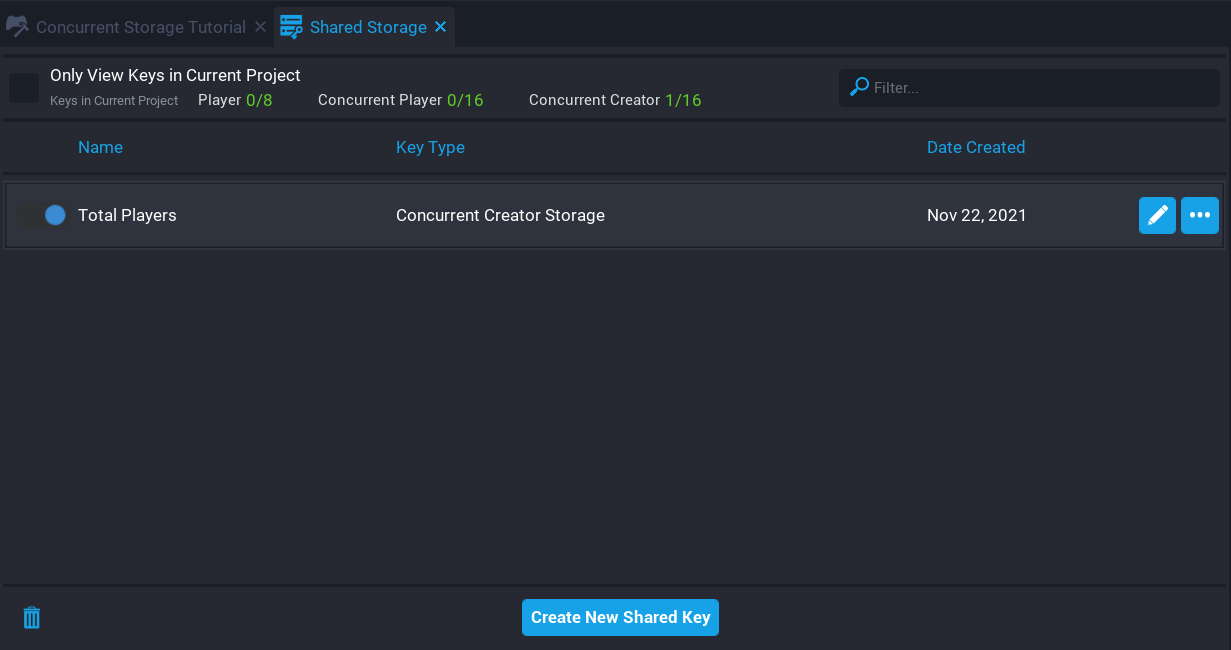 Concurrent Storage Tutorial
Shared Storage
Only View Keys in Current Project
Keys in Current Project Player 0/8 Concurrent Player 0/16 Concurrent Creator 1/16
Filter...
Name Key Type Date Created
Total Players Concurrent Creator Storage Nov 22, 2021
Create New Shared Key